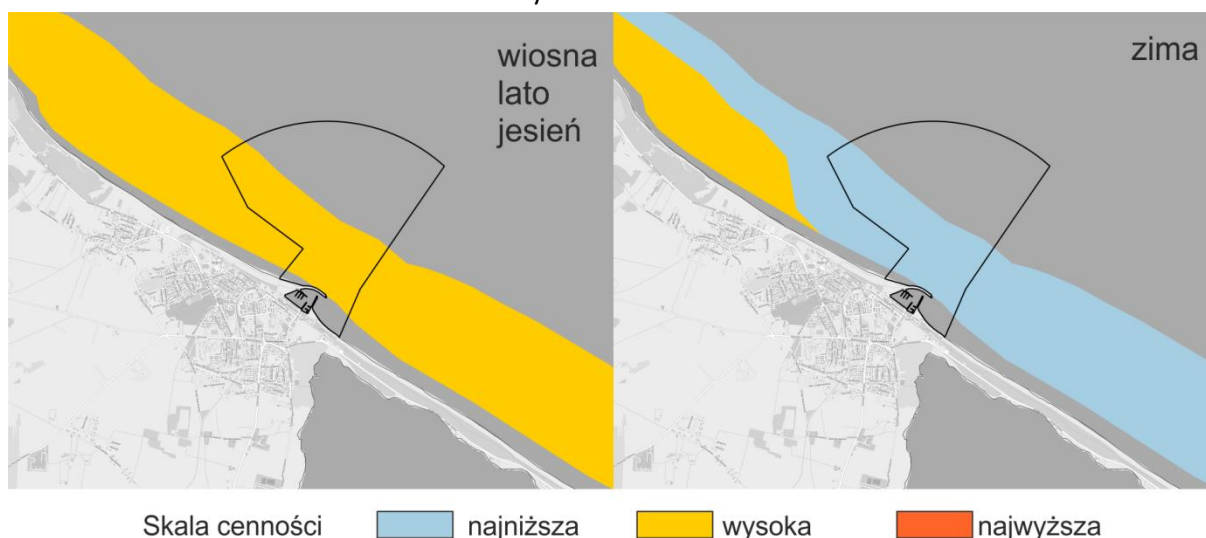 wiosna
lato
jesień
zima
Skala cenności najniższa wysoka najwyższa